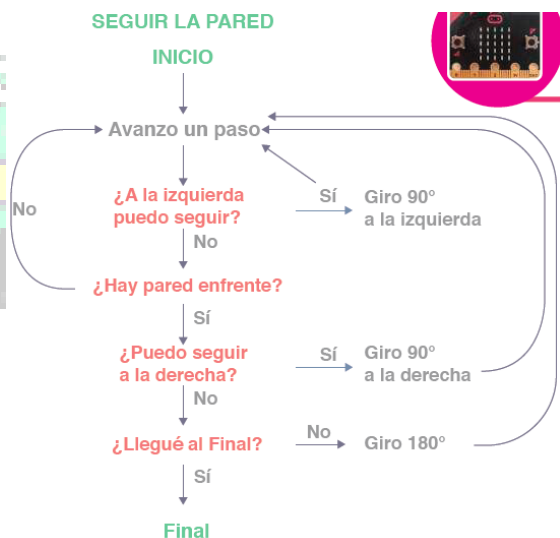 SEGUIR LA PARED
INICIO
Avanzo un paso
¿A la izquierda
puedo seguir?
Sí
Giro 90°
a la izquierda
No
No
¿Hay pared enfrente?
Sí
¿Puedo seguir
a la derecha?
Sí
Giro 90°
a la derecha
No
¿Llegué al Final?
No
Giro 180°
Sí
Final